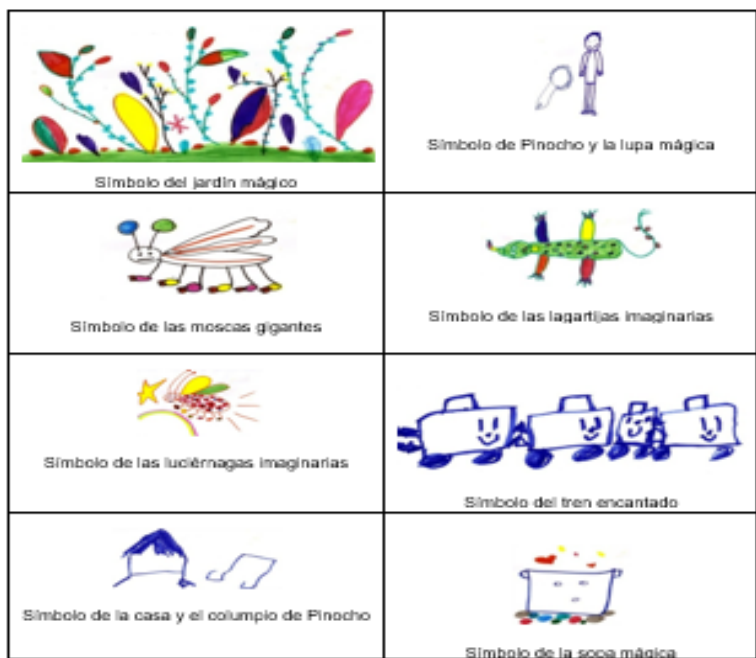 Símbolo del jardín mágico
Símbolo de Pinocho y la lupa mágica
Símbolo de las moscas gigantes
Símbolo de las lagartijas imaginarias
Símbolo de las luciérnagas imaginarias
Símbolo del tren encantado
Símbolo de la casa y el columpio de Pinocho
Símbolo de la sopa mágica